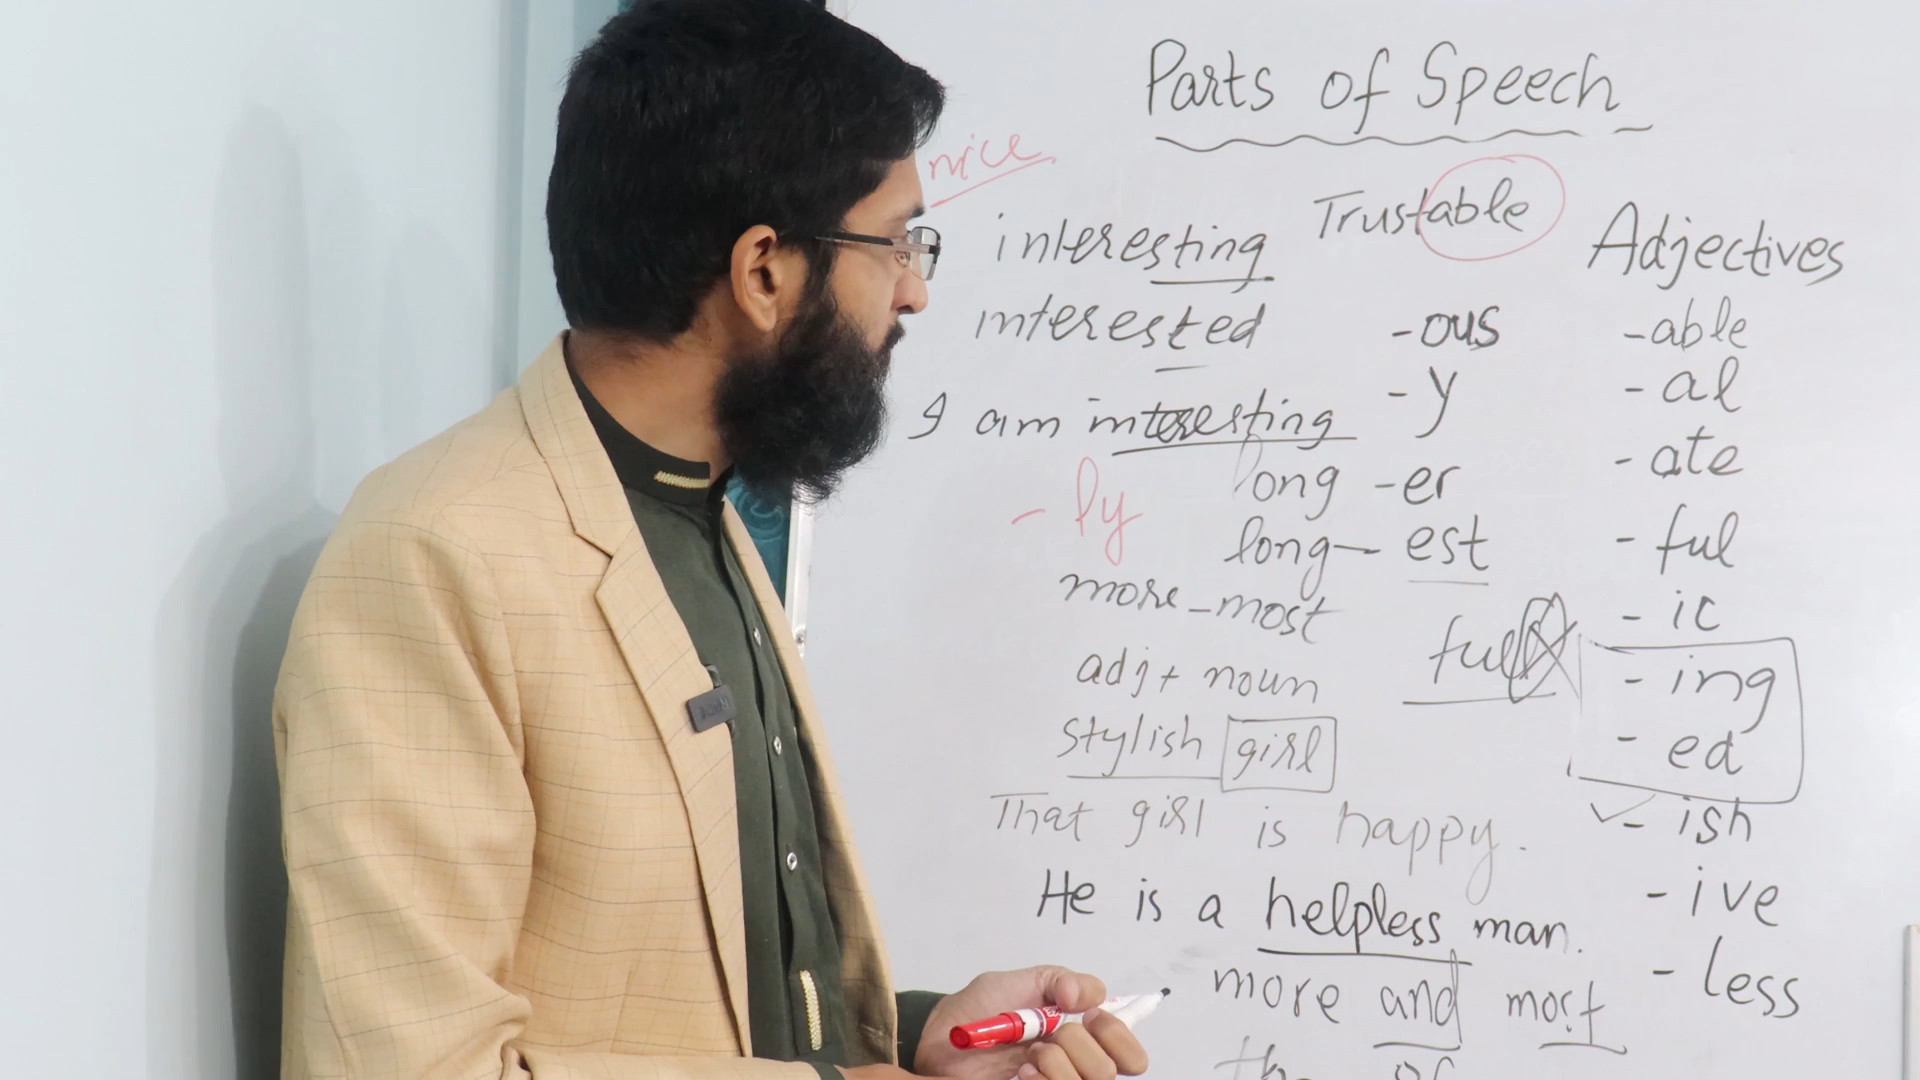 Parts of Speech
nice
interesting
Trustable
Adjectives
interested
-ous
-able
-y
-al
I am interesting
-ate
long -er
-ly
long- est
-ful
more-most
full
-ic
adj+ noun
-ing
stylish girl
-ed
That girl is happy.
-ish
He is a helpless man.
-ive
more and most
-less
of